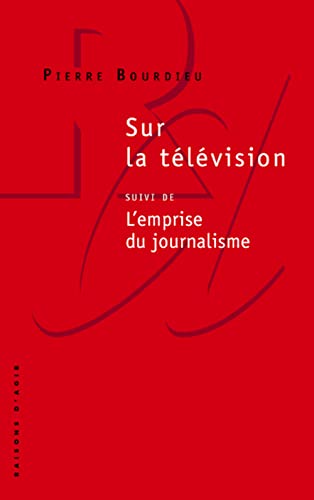 PIERRE BOURDIEU
Sur
la télévision
SUIVI DE
L'emprise
du journalisme
RAISONS D'AGIR